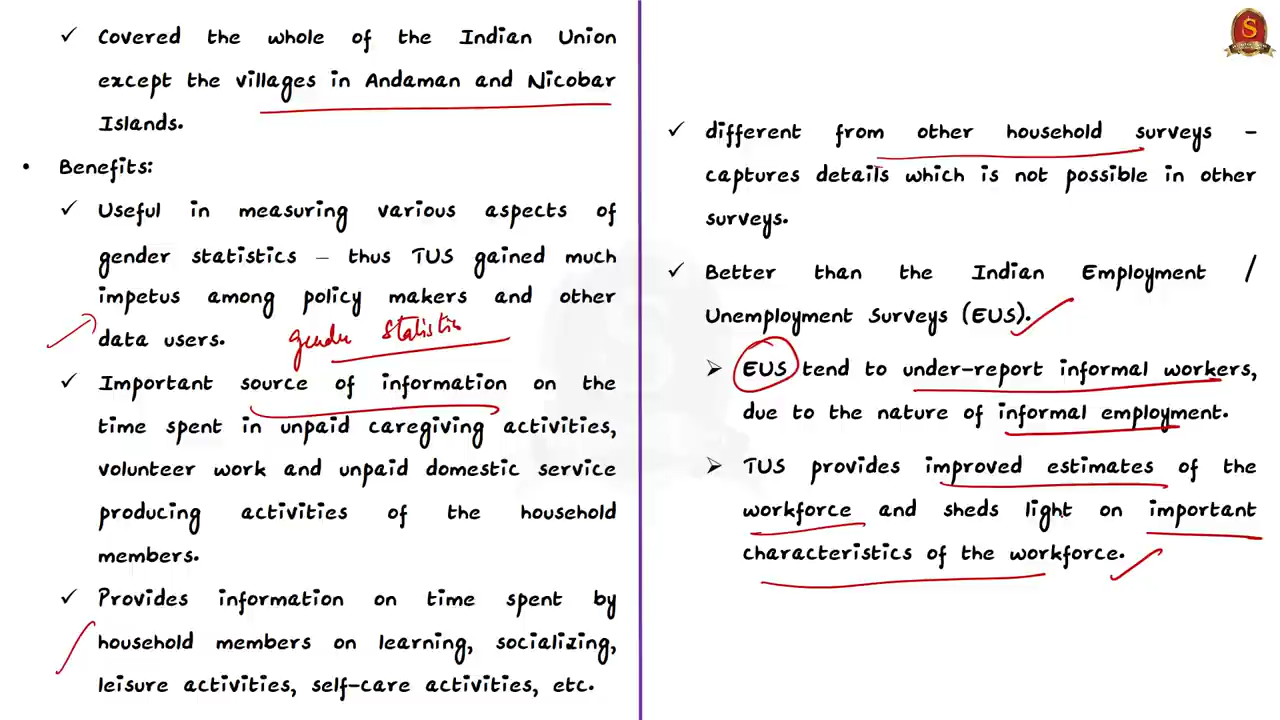 ✓ Covered the whole of the Indian Union
except the villages in Andaman and Nicobar
Islands.
• Benefits:
✓ Useful in measuring various aspects of
gender statistics – thus TUS gained much
impetus among policy makers and other
data users.
gender statistic
✓ Important source of information on the
time spent in unpaid caregiving activities,
volunteer work and unpaid domestic service
producing activities of the household
members.
✓ Provides information on time spent by
household members on learning, socializing,
leisure activities, self-care activities, etc.
✓ different from other household surveys –
captures details which is not possible in other
surveys.
✓ Better than the Indian Employment /
Unemployment Surveys (EUS).
➢ EUS tend to under-report informal workers,
due to the nature of informal employment.
➢ TUS provides improved estimates of the
workforce and sheds light on important
characteristics of the workforce.